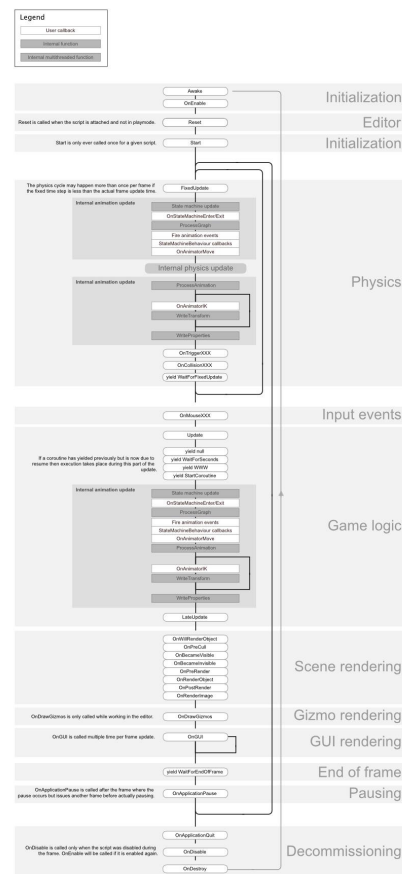 Legend
User callback
Internal function
Internal multithreaded function
Awake
OnEnable
Initialization
Reset is called when the script is attached and not in playmode.
Reset
Editor
Start is only ever called once for a given script.
Start
Initialization
The physics cycle may happen more than once per frame if
the fixed time step is less than the actual frame update time.
FixedUpdate
Internal animation update
State machine update
OnStateMachineEnter/Exit
ProcessGraph
Fire animation events
StateMachineBehaviour callbacks
OnAnimatorMove
Internal physics update
Physics
Internal animation update
ProcessAnimation
OnAnimatorIK
WriteTransform
WriteProperties
OnTriggerXXX
OnCollisionXXX
yield WaitForFixedUpdate
OnMouseXXX
Input events
Update
If a coroutine has yielded previously but is now due to
resume then execution takes place during this part of the
update.
yield null
yield WaitForSeconds
yield WWW
yield StartCoroutine
Internal animation update
State machine update
OnStateMachineEnter/Exit
ProcessGraph
Fire animation events
StateMachineBehaviour callbacks
OnAnimatorMove
ProcessAnimation
Game logic
OnAnimatorIK
WriteTransform
WriteProperties
LateUpdate
OnWillRenderObject
OnPreCull
OnBecameVisible
OnBecameInvisible
OnPreRender
OnRenderObject
OnPostRender
OnRenderImage
Scene rendering
OnDrawGizmos is only called while working in the editor.
OnDrawGizmos
Gizmo rendering
OnGUI is called multiple time per frame update.
OnGUI
GUI rendering
yield WaitForEndOfFrame
End of frame
OnApplicationPause is called after the frame where the
pause occurs but issues another frame before actually pausing.
OnApplicationPause
Pausing
OnApplicationQuit
OnDisable is called only when the script was disabled during
the frame. OnEnable will be called if it is enabled again.
OnDisable
OnDestroy
Decommissioning